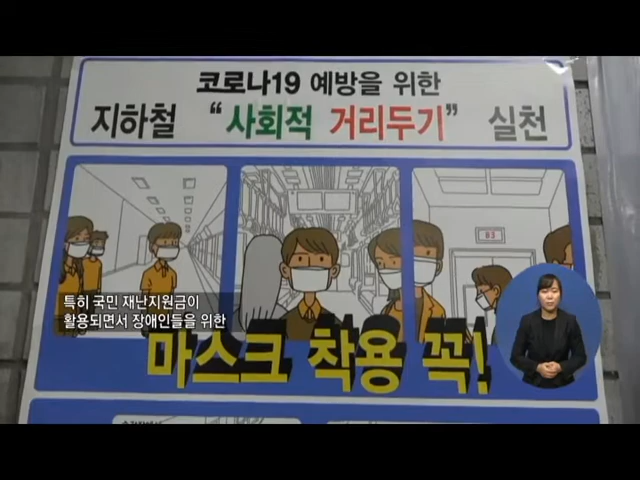 코로나19 예방을 위한
지하철 “사회적 거리두기” 실천
83
특히 국민 재난지원금이
활용되면서 장애인들을 위한
마스크 착용 꼭!